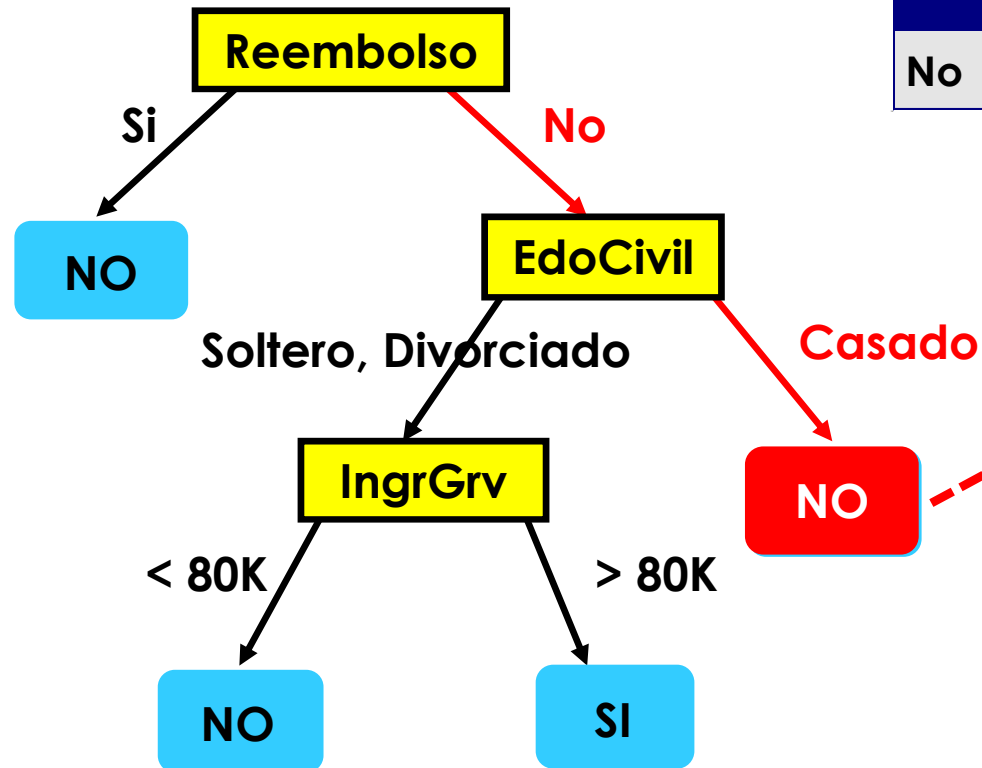 Reembolso
No
Si
No
NO
EdoCivil
Soltero, Divorciado
Casado
IngrGrv
NO
< 80K
> 80K
NO
SI